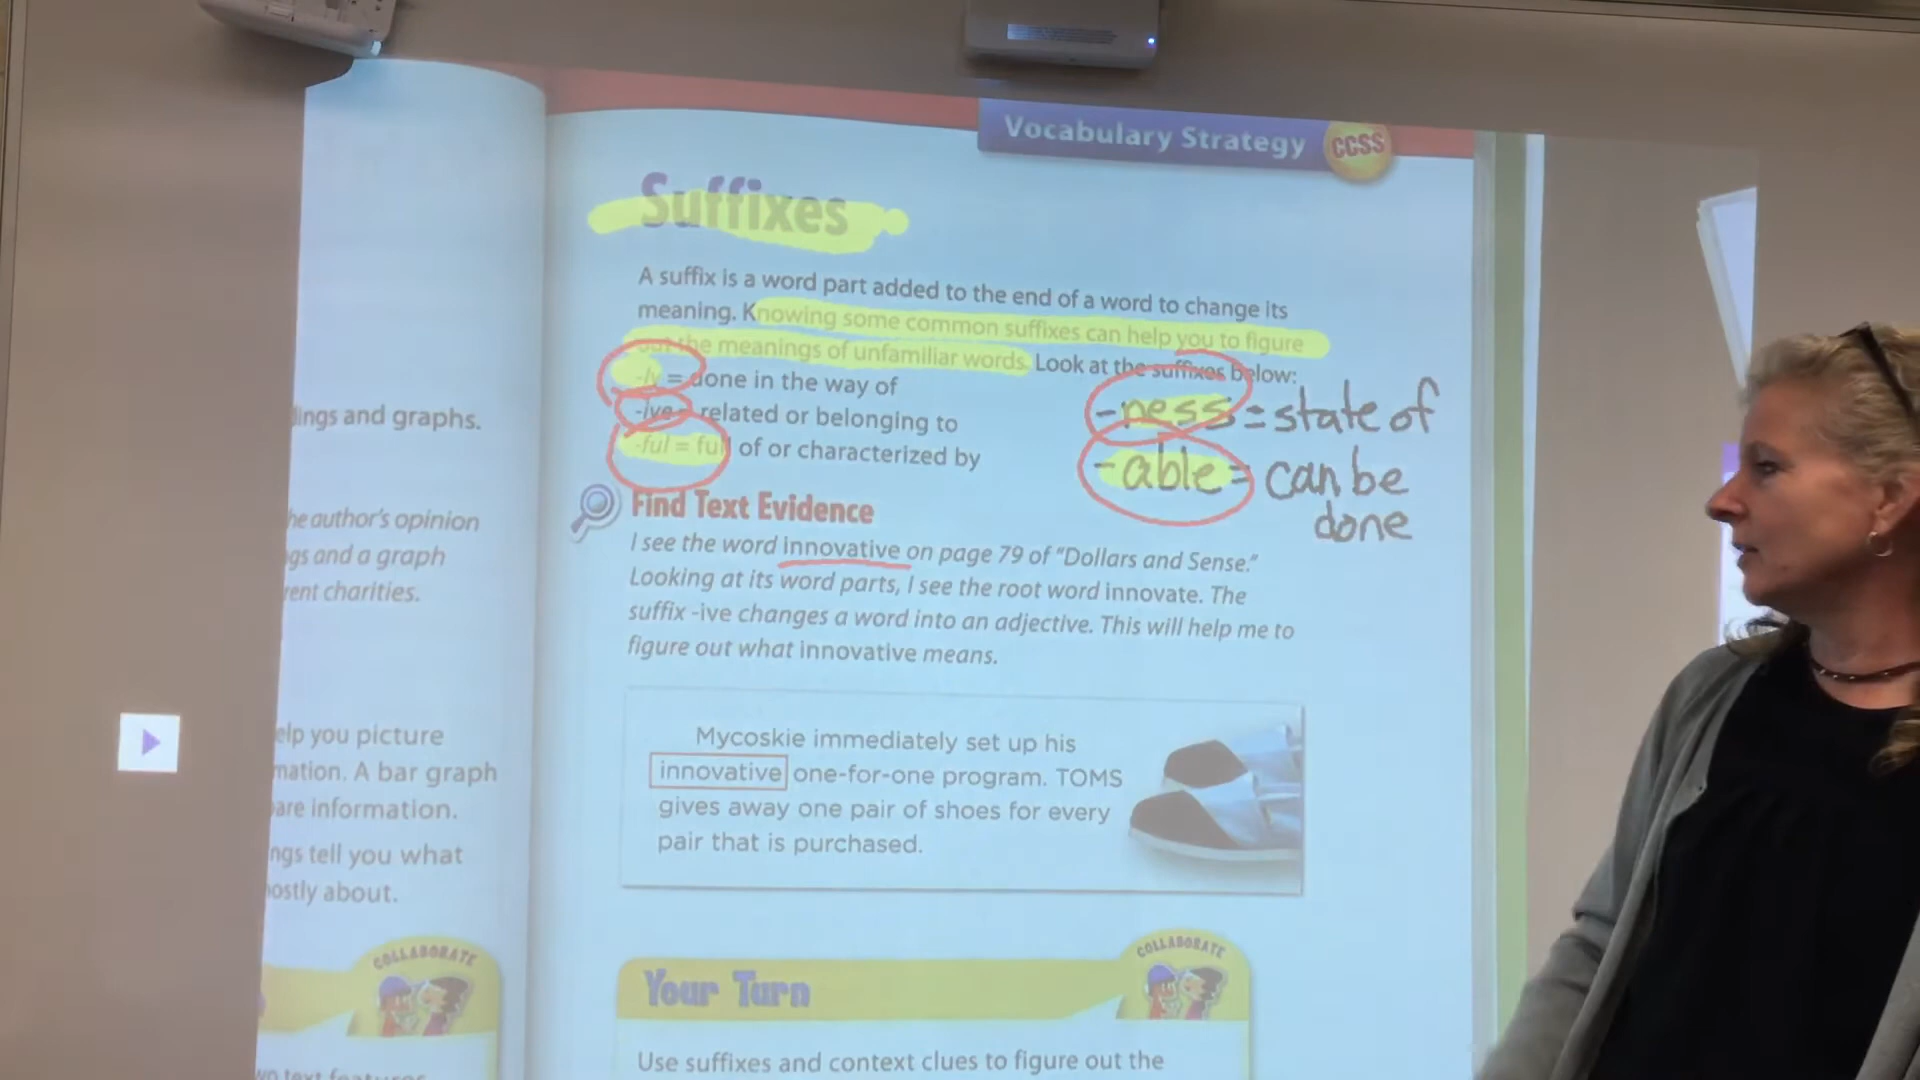 Vocabulary Strategy CCSS
Suffixes
A suffix is a word part added to the end of a word to change its
meaning. Knowing some common suffixes can help you to figure
out the meanings of unfamiliar words. Look at the suffixes below:
-ly = done in the way of
-ive = related or belonging to
-ful = full of or characterized by
-ness = state of
-able = can be
done
Find Text Evidence
I see the word innovative on page 79 of "Dollars and Sense."
Looking at its word parts, I see the root word innovate. The
suffix -ive changes a word into an adjective. This will help me to
figure out what innovative means.
Mycoskie immediately set up his
innovative one-for-one program. TOMS
gives away one pair of shoes for every
pair that is purchased.
COLLABORATE
Your Turn
Use suffixes and context clues to figure out the
lings and graphs.
he author's opinion
gs and a graph
rent charities.
elp you picture
mation. A bar graph
are information.
ngs tell you what
mostly about.
COLLABORATE
text features